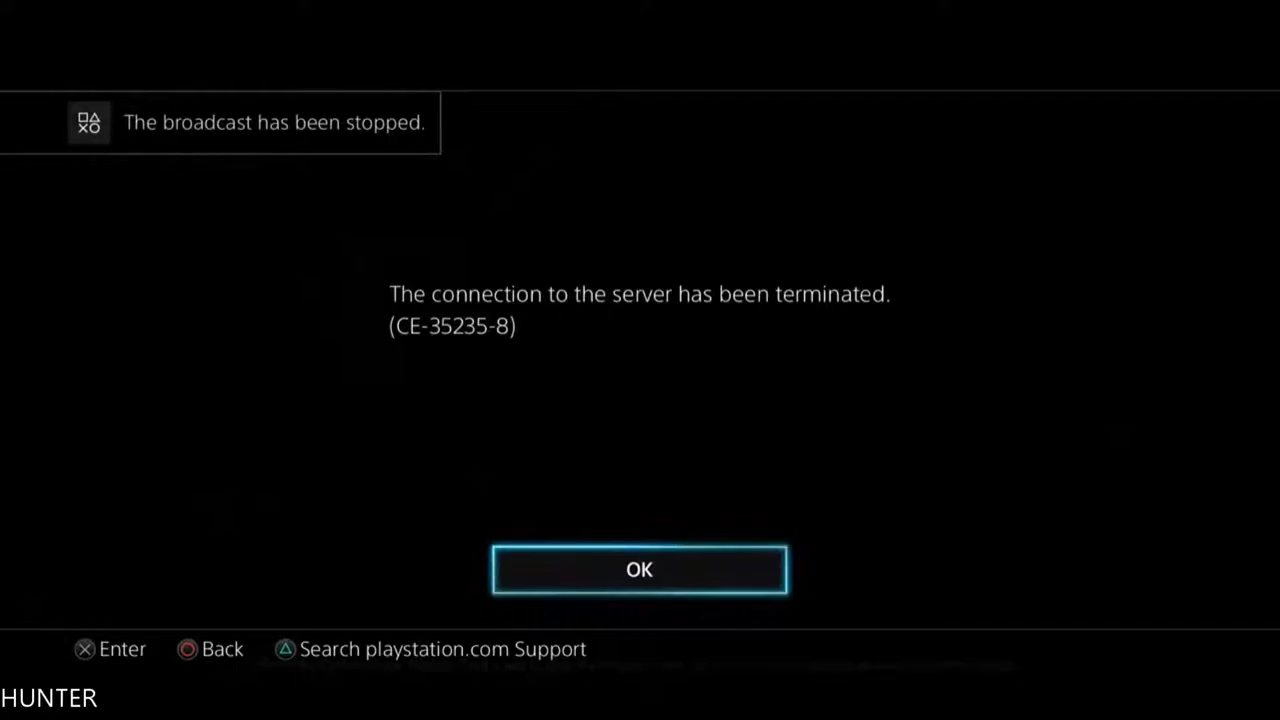 The broadcast has been stopped.
The connection to the server has been terminated.
(CE-35235-8)
OK
Enter Back Search playstation.com Support
HUNTER